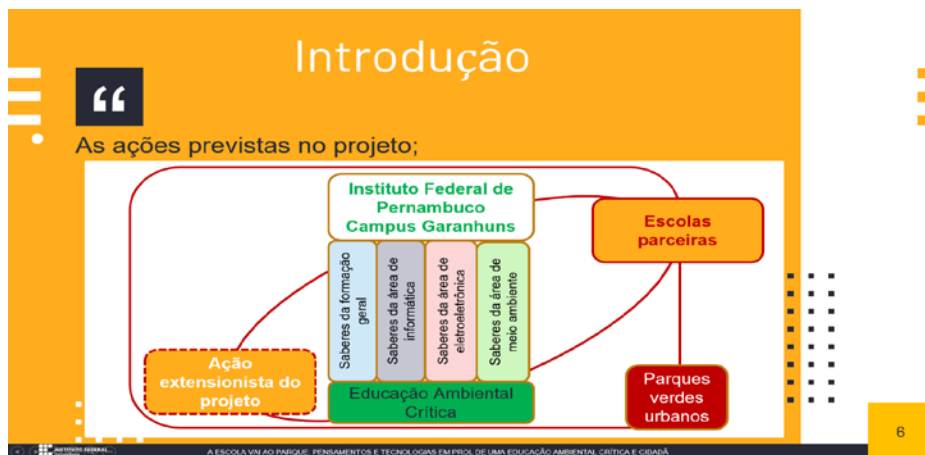 Introdução
“
As ações previstas no projeto;
Instituto Federal de
Pernambuco
Campus Garanhuns
Escolas
parceiras
Saberes da formação
geral
Saberes da área de
informática
Saberes da área de
eletroeletrônica
Saberes da área de
meio ambiente
Ação
extensionista do
projeto
Educação Ambiental
Crítica
Parques
verdes
urbanos
6
INSTITUTO FEDERAL
A ESCOLA VAI AO PARQUE: PENSAMENTOS E TECNOLOGIAS EM PROL DE UMA EDUCAÇÃO AMBIENTAL CRÍTICA E CIDADÃ